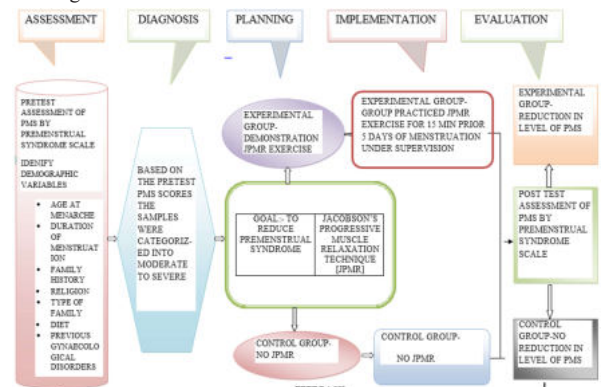 ASSESSMENT
DIAGNOSIS
PLANNING
IMPLEMENTATION
EVALUATION
PRETEST
ASSESSMENT OF
PMS BY
PREMENSTRUAL
SYNDROME SCALE
IDENIFY
DEMOGRAPHIC
VARIABLES
• AGE AT
MENARCHE
• DURATION
OF
MENSTRUAT
ION
• FAMILY
HISTORY
• RELIGION
• TYPE OF
FAMILY
• DIET
• PREVIOUS
GYNAECOLO
GICAL
DISORDERS
BASED ON
THE PRETEST
PMS SCORES
THE
SAMPLES
WERE
CATEGORIZ-
ED INTO
MODERATE
TO SEVERE
EXPERIMENTAL
GROUP-
DEMONSTRATION
JPMR EXERCISE
GOAL:- TO
REDUCE
PREMENSTRUAL
SYNDROME
JACOBSON'S
PROGRESSIVE
MUSCLE
RELAXATION
TECHNIQUE
[JPMR]
CONTROL GROUP-
NO JPMR
EXPERIMENTAL GROUP-
GROUP PRACTICED JPMR
EXERCISE FOR 15 MIN PRIOR
5 DAYS OF MENSTRUATION
UNDER SUPERVISION
CONTROL GROUP-
NO JPMR
EXPERIMENTAL
GROUP-
REDUCTION IN
LEVEL OF PMS
POST TEST
ASSESSMENT OF
PMS BY
PREMENSTRUAL
SYNDROME
SCALE
CONTROL
GROUP-NO
REDUCTION IN
LEVEL OF PMS